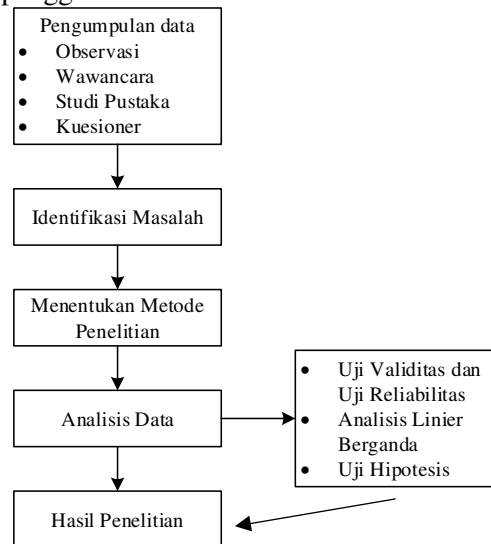 Pengumpulan data
• Observasi
• Wawancara
• Studi Pustaka
• Kuesioner
Identifikasi Masalah
Menentukan Metode
Penelitian
Analisis Data
• Uji Validitas dan
Uji Reliabilitas
• Analisis Linier
Berganda
• Uji Hipotesis
Hasil Penelitian